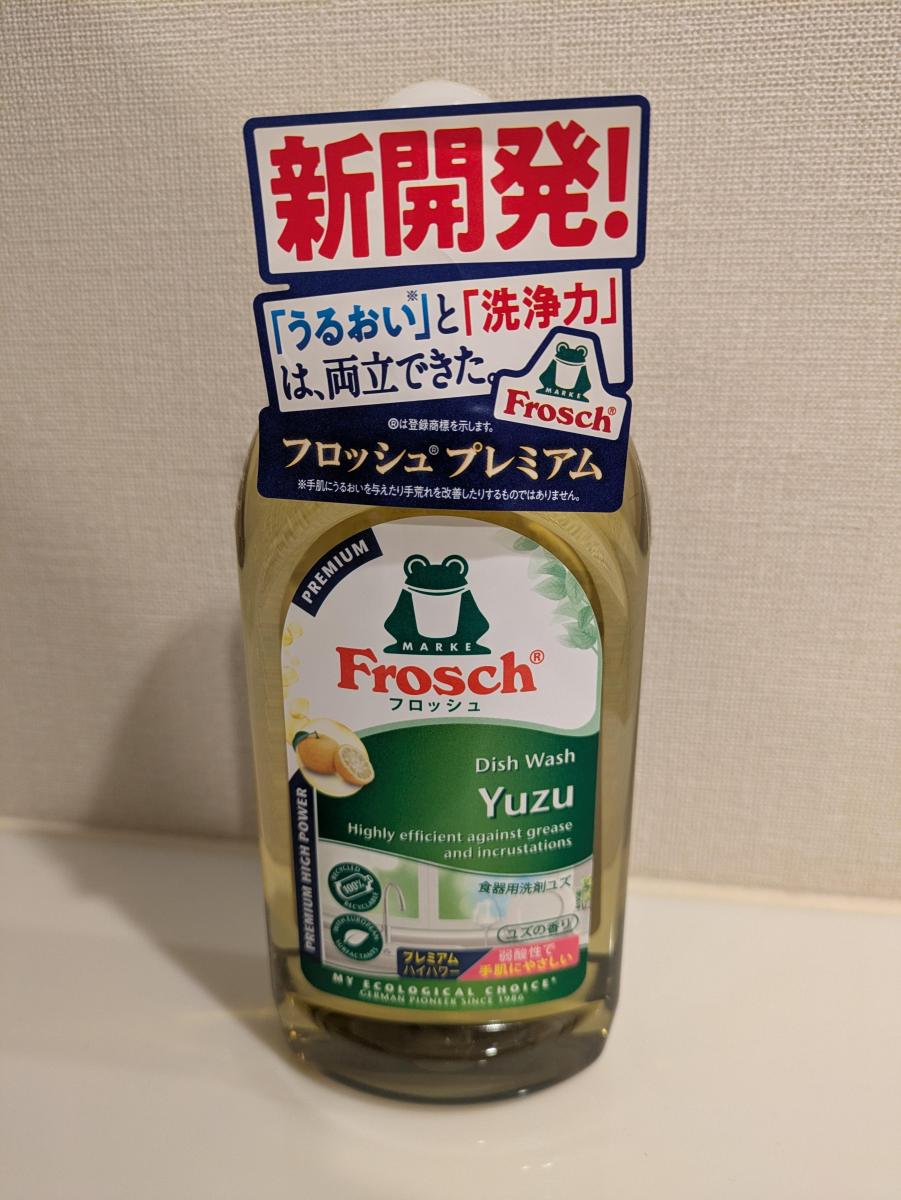 新開発!
「うるおい※」と「洗浄力」
は、両立できた。
MARKE
Frosch®
®は登録商標を示します。
フロッシュ® プレミアム
※手肌にうるおいを与えたり手荒れを改善したりするものではありません。
PREMIUM
MARKE
Frosch®
フロッシュ
Dish Wash
Yuzu
Highly efficient against grease
and incrustations
PREMIUM HIGH POWER
RECYCLED
100%
RECYCLABLE
食器用洗剤ユズ
ユズの香り
WITH EUROPEAN
SURFACTANTS
プレミアム
ハイパワー
弱酸性で
手肌にやさしい
MY ECOLOGICAL CHOICE
GERMAN PIONEER SINCE 1986